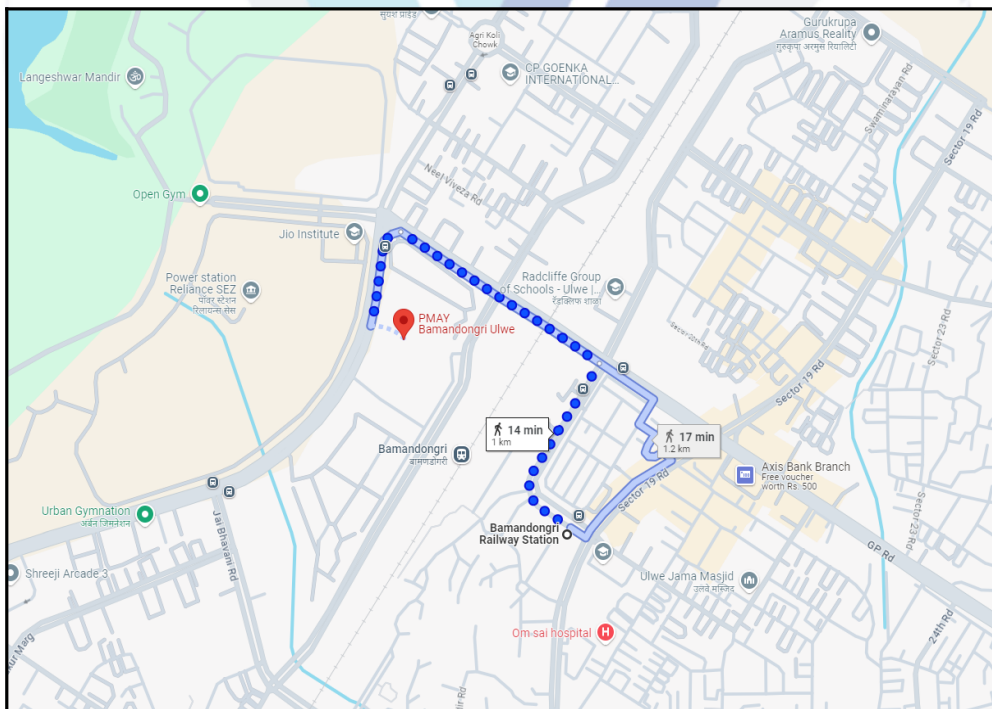 सुयश प्राईड
Agri Koli
Chowk
Gurukrupa
Aramus Reality
गुरुकृपा अरमुस रियालिटी
Langeshwar Mandir
CP GOENKA
INTERNATIONAL...
Swaminarayan Rd
Sector 19 Rd
Neel Viveza Rd
Open Gym
Jio Institute
Power station
Reliance SEZ
पॉवर स्टेशन
रिलायन्स सेस
Radcliffe Group
of Schools - Ulwe |...
रॅडक्लिफ शाळा
PMAY
Bamandongri Ulwe
Sector 23 Rd
Sector 19 Rd
14 min
1 km
17 min
1.2 km
Bamandongri
बामणडोंगरी
Axis Bank Branch
Free voucher
worth Rs. 500
Sector 19 Rd
Sector 23 Rd
Urban Gymnation
अर्बन जिम्नेशन
Jai Bhavani Rd
Bamandongri
Railway Station
GP Rd
Shreeji Arcade 3
Ulwe Jama Masjid
उलवे मस्जिद
24th Rd
Om-sai hospital